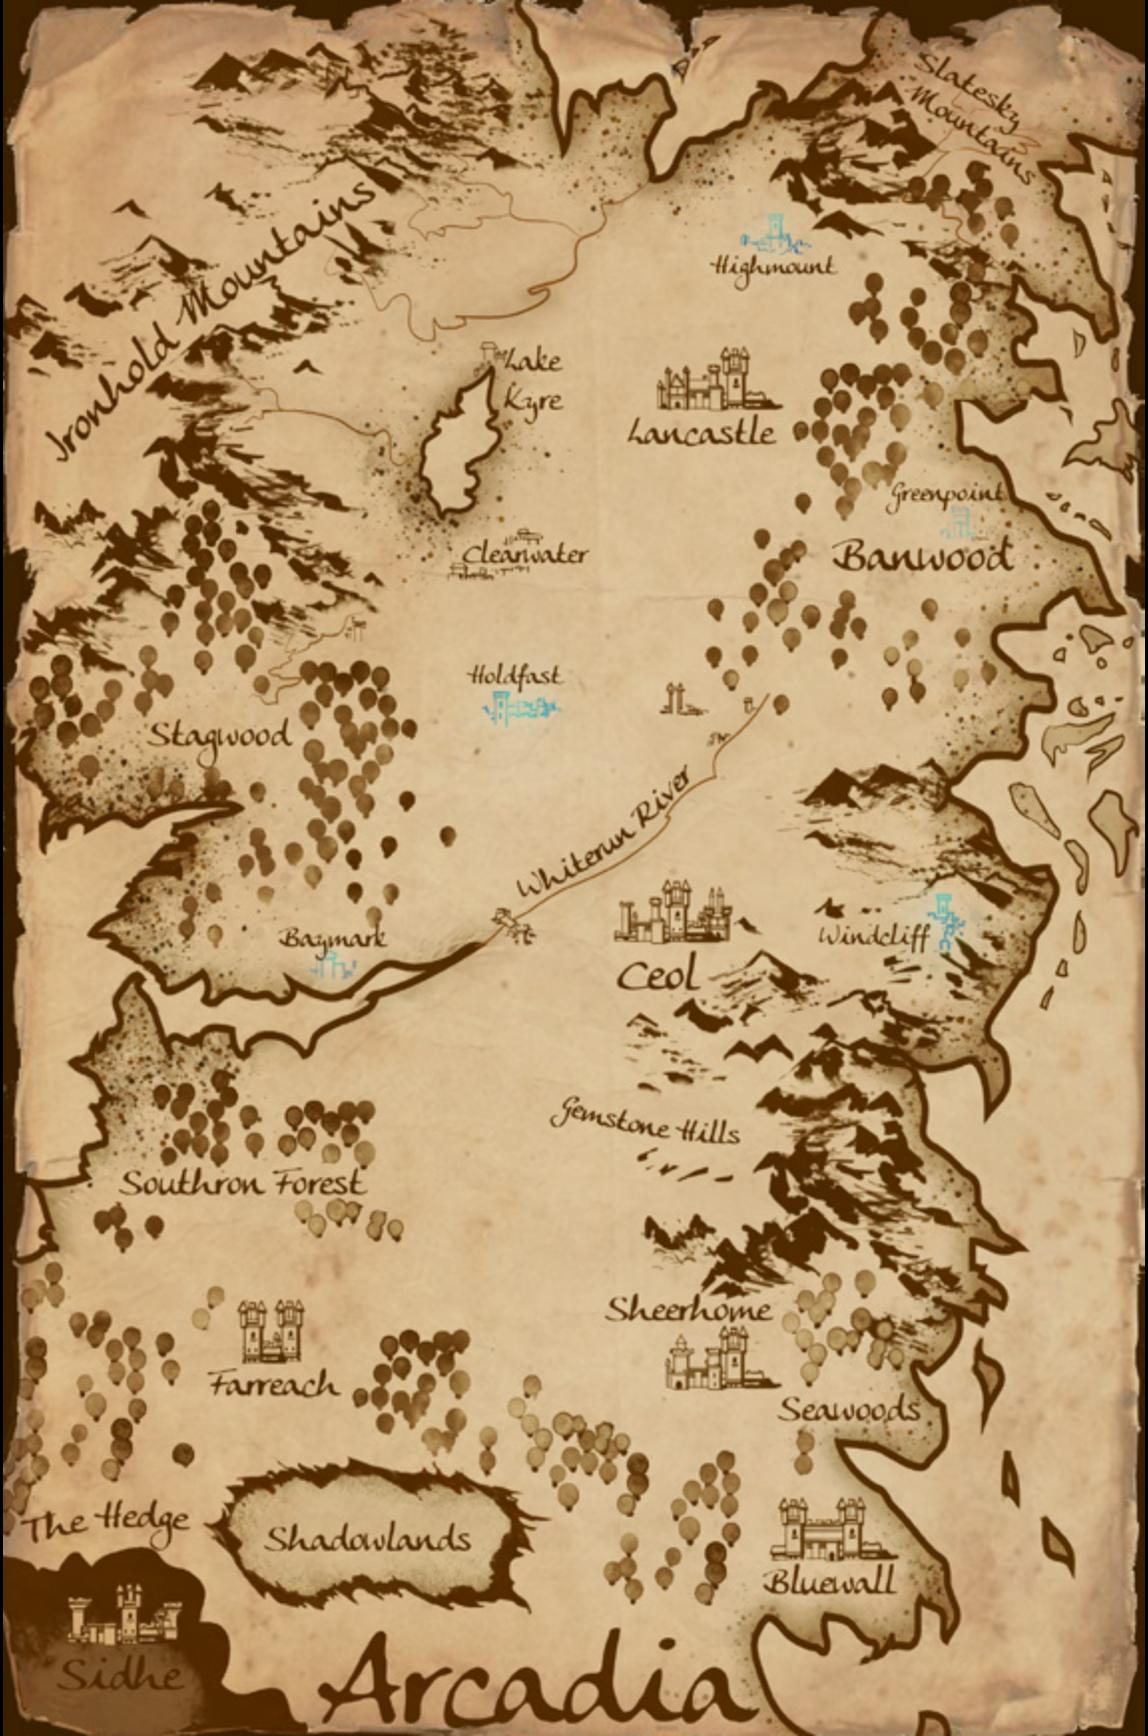 Slatesky
Mountains
Ironhold Mountains
Highmount
Lake
Kyre
Lancastle
Greenpoint
Clearwater
Banwood
Holdfast
Stagwood
Whiterun River
Baymark
Windcliff
Ceol
Gemstone Hills
Southron Forest
Sheerhome
Farreach
Seawoods
The Hedge
Shadowlands
Bluewall
Sidhe
Arcadia